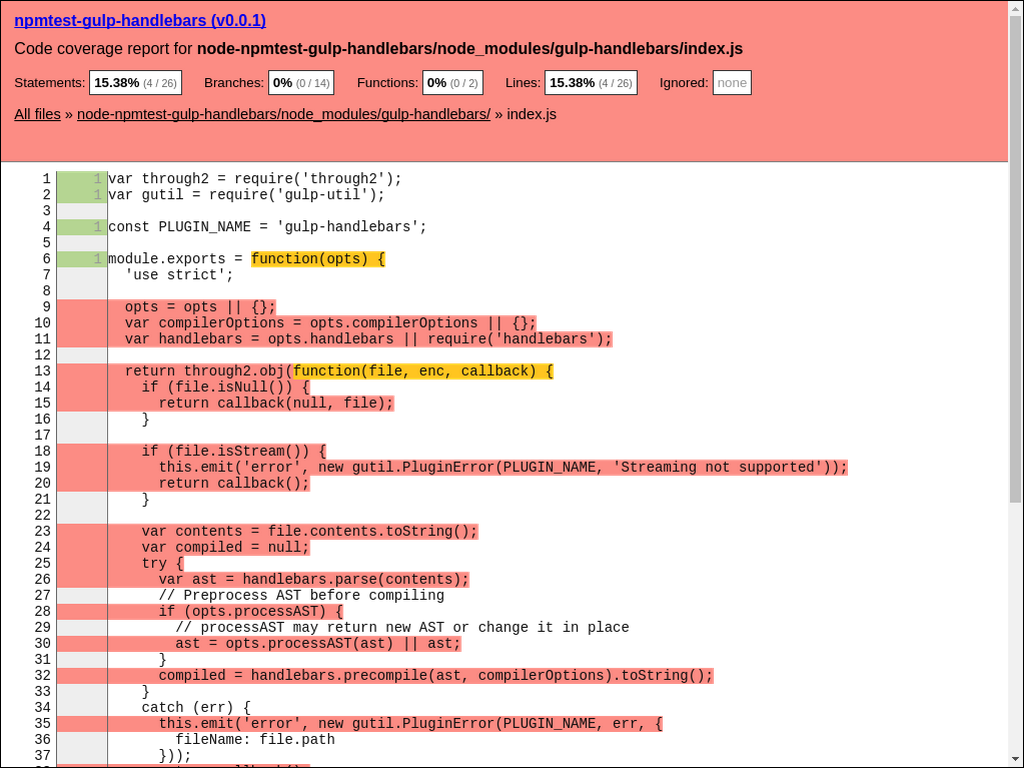 npmtest-gulp-handlebars (v0.0.1)
Code coverage report for node-npmtest-gulp-handlebars/node_modules/gulp-handlebars/index.js
Statements: 15.38% (4 / 26) Branches: 0% (0 / 14) Functions: 0% (0 / 2) Lines: 15.38% (4 / 26) Ignored: none
All files » node-npmtest-gulp-handlebars/node_modules/gulp-handlebars/ » index.js
1 1 var through2 = require('through2');
2 1 var gutil = require('gulp-util');
3
4 1 const PLUGIN_NAME = 'gulp-handlebars';
5
6 1 module.exports = function(opts) {
7   'use strict';
8
9   opts = opts || {};
10   var compilerOptions = opts.compilerOptions || {};
11   var handlebars = opts.handlebars || require('handlebars');
12
13   return through2.obj(function(file, enc, callback) {
14     if (file.isNull()) {
15       return callback(null, file);
16     }
17
18     if (file.isStream()) {
19       this.emit('error', new gutil.PluginError(PLUGIN_NAME, 'Streaming not supported'));
20       return callback();
21     }
22
23     var contents = file.contents.toString();
24     var compiled = null;
25     try {
26       var ast = handlebars.parse(contents);
27       // Preprocess AST before compiling
28       if (opts.processAST) {
29         // processAST may return new AST or change it in place
30         ast = opts.processAST(ast) || ast;
31       }
32       compiled = handlebars.precompile(ast, compilerOptions).toString();
33     }
34     catch (err) {
35       this.emit('error', new gutil.PluginError(PLUGIN_NAME, err, {
36         fileName: file.path
37       }));